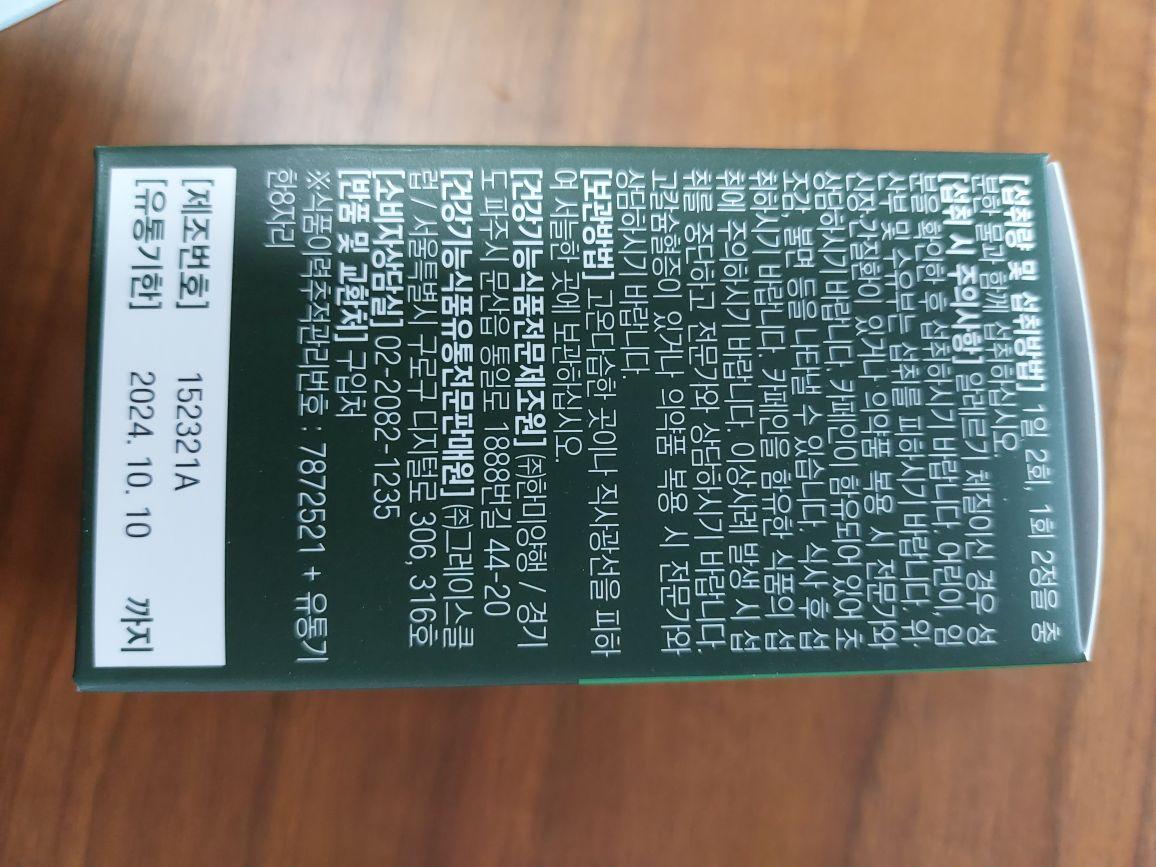 [섭취량 및 섭취방법] 1일 2회, 1회 2정을 충
분한 물과 함께 섭취하십시오.
[섭취 시 주의사항] 알레르기 체질이신 경우 성
분을 확인한 후 섭취하시기 바랍니다. 어린이, 임
산부 및 수유부는 섭취를 피하시기 바랍니다. 위,
신장,간질환이 있거나 의약품 복용 시 전문가와
상담하시기 바랍니다. 카페인이 함유되어 있어 초
조감, 불면 등을 나타낼 수 있습니다. 식사 후 섭
취하시기 바랍니다. 카페인을 함유한 식품의 섭
취에 주의하시기 바랍니다. 이상사례 발생 시 섭
취를 중단하고 전문가와 상담하시기 바랍니다.
고칼슘혈증이 있거나 의약품 복용 시 전문가와
상담하시기 바랍니다.
[보관방법] 고온다습한 곳이나 직사광선을 피하
여 서늘한 곳에 보관하십시오.
[건강기능식품전문제조원] (주)한미양행 / 경기
도 파주시 문산읍 통일로 1888번길 44-20
[건강기능식품유통전문판매원] (주)그레이스클
럽 / 서울특별시 구로구 디지털로 306, 316호
[소비자상담실] 02-2082-1235
[반품 및 교환처] 구입처
※식품이력추적관리번호 : 7872521 + 유통기
한8자리
[제조번호] 152321A
[유통기한] 2024. 10. 10 까지